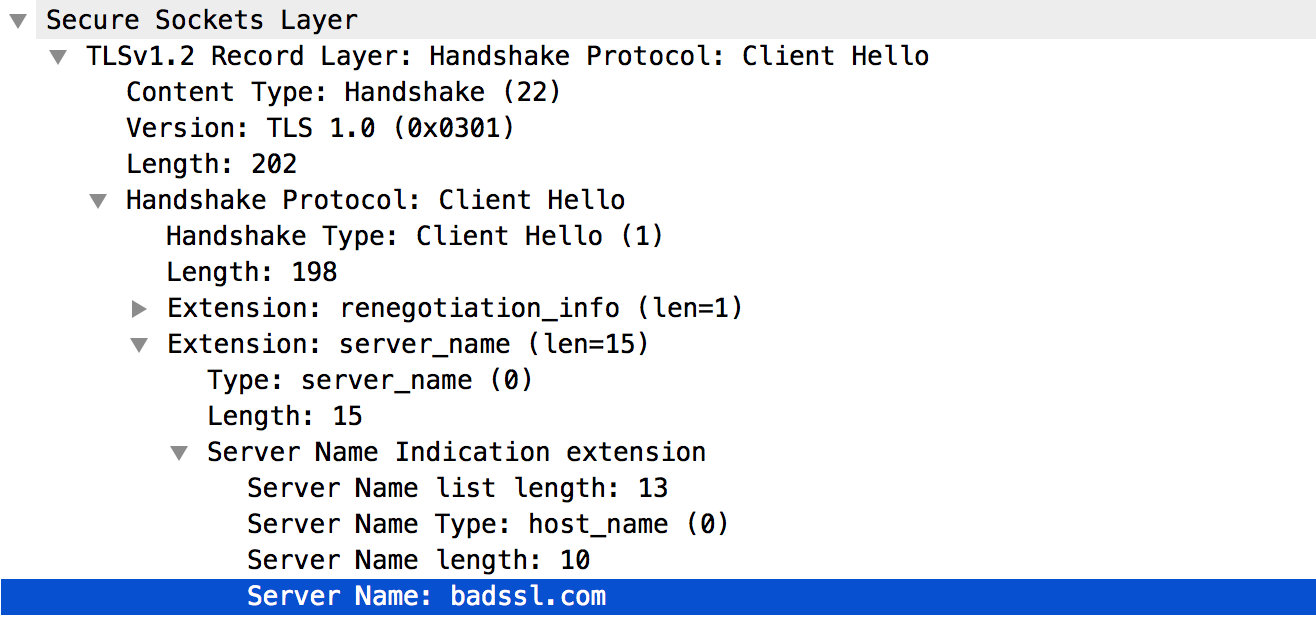 Secure Sockets Layer
TLSv1.2 Record Layer: Handshake Protocol: Client Hello
Content Type: Handshake (22)
Version: TLS 1.0 (0x0301)
Length: 202
Handshake Protocol: Client Hello
Handshake Type: Client Hello (1)
Length: 198
Extension: renegotiation_info (len=1)
Extension: server_name (len=15)
Type: server_name (0)
Length: 15
Server Name Indication extension
Server Name list length: 13
Server Name Type: host_name (0)
Server Name length: 10
Server Name: badssl.com